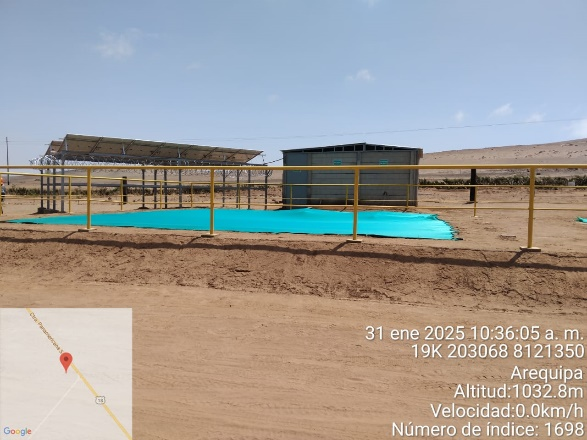 31 ene 2025 10:36:05 a. m.
19K 203068 8121350
Arequipa
Altitud:1032.8m
Velocidad:0.0km/h
Número de índice: 1698
Google